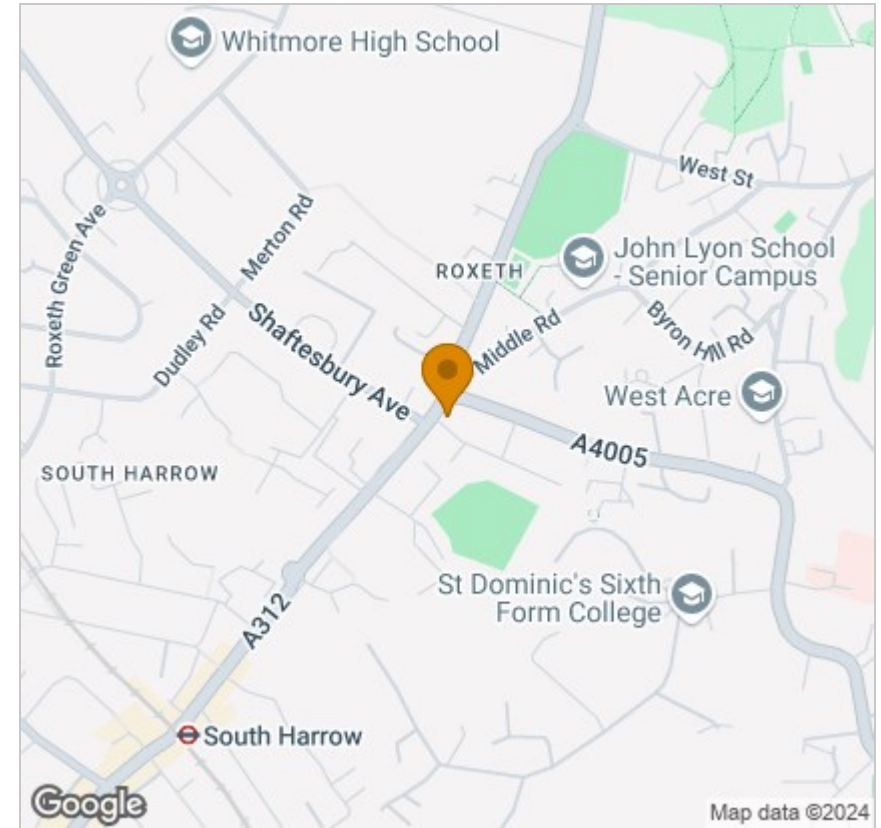 Whitmore High School
West St
Roxeth Green Ave
Merton Rd
ROXETH
John Lyon School
- Senior Campus
Dudley Rd
Shaftesbury Ave
Middle Rd
Byron Hill Rd
West Acre
A4005
SOUTH HARROW
St Dominic's Sixth
Form College
A312
South Harrow
Google
Map data ©2024